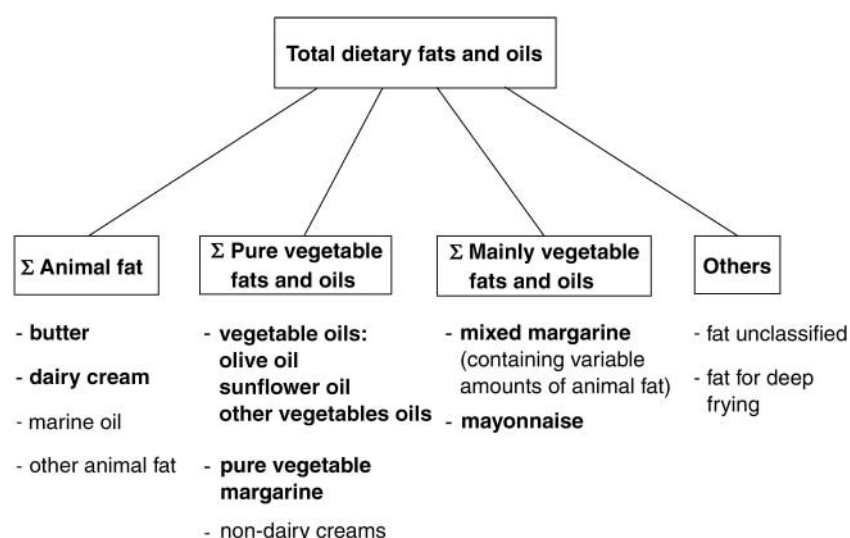 Total dietary fats and oils
Σ Animal fat
- butter
- dairy cream
- marine oil
- other animal fat
Σ Pure vegetable
fats and oils
- vegetable oils:
olive oil
sunflower oil
other vegetables oils
- pure vegetable
margarine
- non-dairy creams
Σ Mainly vegetable
fats and oils
- mixed margarine
(containing variable
amounts of animal fat)
- mayonnaise
Others
- fat unclassified
- fat for deep
frying